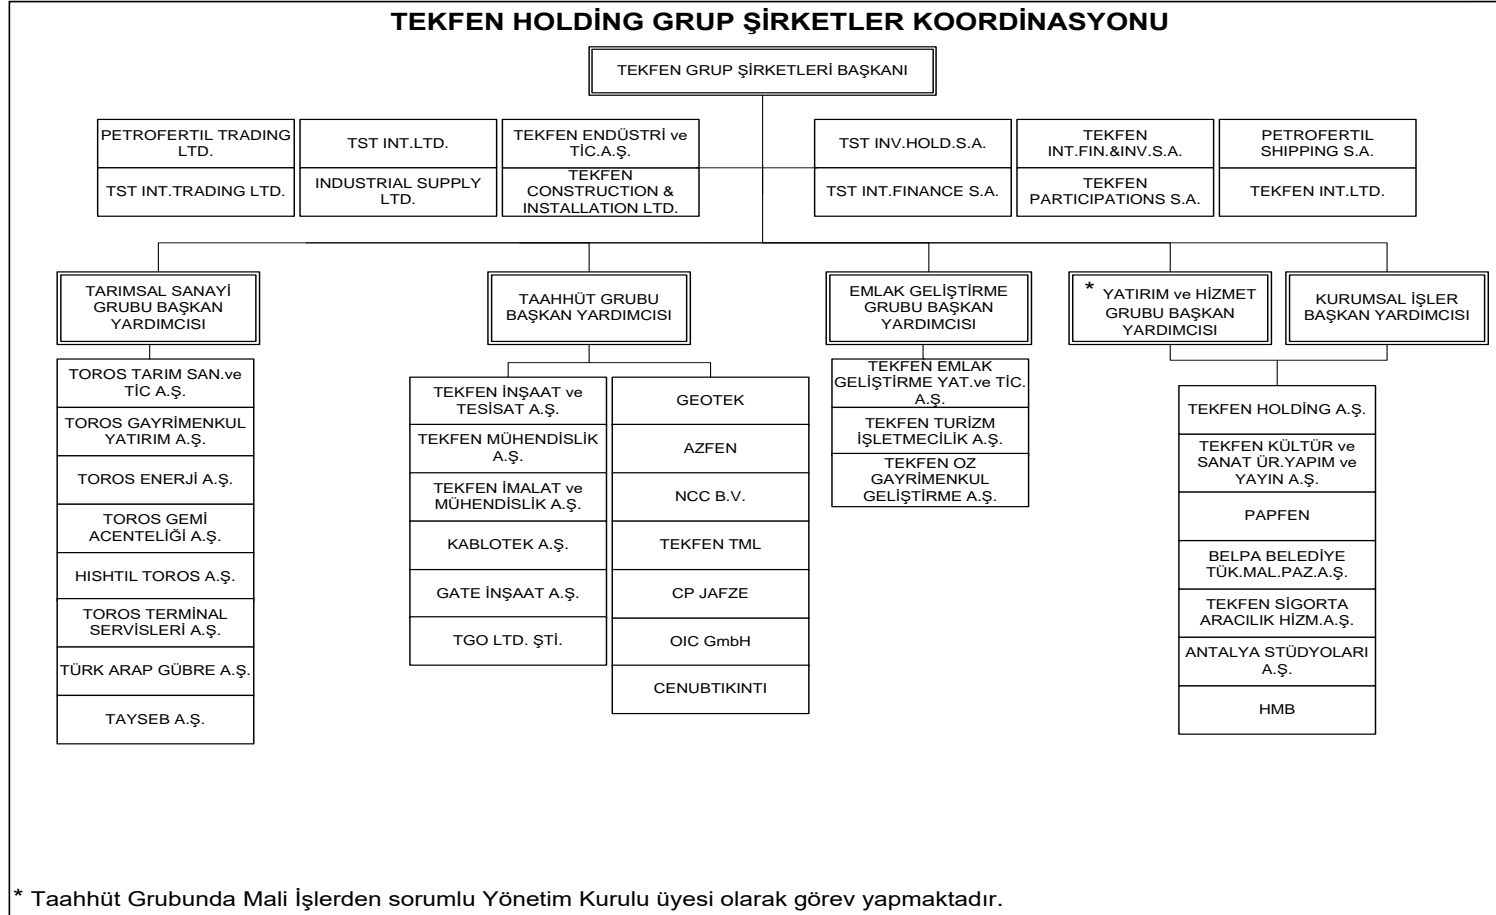 TEKFEN HOLDİNG GRUP ŞİRKETLER KOORDİNASYONU
TEKFEN GRUP ŞİRKETLERİ BAŞKANI
PETROFERTIL TRADING
LTD.
TST INT.LTD.
TEKFEN ENDÜSTRİ ve
TİC.A.Ş.
TST INV.HOLD.S.A.
TEKFEN
INT.FIN.&INV.S.A.
PETROFERTIL
SHIPPING S.A.
TST INT.TRADING LTD.
INDUSTRIAL SUPPLY
LTD.
TEKFEN
CONSTRUCTION &
INSTALLATION LTD.
TST INT.FINANCE S.A.
TEKFEN
PARTICIPATIONS S.A.
TEKFEN INT.LTD.
TARIMSAL SANAYİ
GRUBU BAŞKAN
YARDIMCISI
TAAHHÜT GRUBU
BAŞKAN YARDIMCISI
EMLAK GELİŞTİRME
GRUBU BAŞKAN
YARDIMCISI
* YATIRIM ve HİZMET
GRUBU BAŞKAN
YARDIMCISI
KURUMSAL İŞLER
BAŞKAN YARDIMCISI
TOROS TARIM SAN.ve
TİC A.Ş.
TOROS GAYRİMENKUL
YATIRIM A.Ş.
TOROS ENERJİ A.Ş.
TOROS GEMİ
ACENTELİĞİ A.Ş.
HISHTIL TOROS A.Ş.
TOROS TERMİNAL
SERVİSLERİ A.Ş.
TÜRK ARAP GÜBRE A.Ş.
TAYSEB A.Ş.
TEKFEN İNŞAAT ve
TESİSAT A.Ş.
TEKFEN MÜHENDİSLİK
A.Ş.
TEKFEN İMALAT ve
MÜHENDİSLİK A.Ş.
KABLOTEK A.Ş.
GATE İNŞAAT A.Ş.
TGO LTD. ŞTİ.
GEOTEK
AZFEN
NCC B.V.
TEKFEN TML
CP JAFZE
OIC GmbH
CENUBTIKINTI
TEKFEN EMLAK
GELİŞTİRME YAT.ve TİC.
A.Ş.
TEKFEN TURİZM
İŞLETMECİLİK A.Ş.
TEKFEN OZ
GAYRİMENKUL
GELİŞTİRME A.Ş.
TEKFEN HOLDİNG A.Ş.
TEKFEN KÜLTÜR ve
SANAT ÜR.YAPIM ve
YAYIN A.Ş.
PAPFEN
BELPA BELEDİYE
TÜK.MAL.PAZ.A.Ş.
TEKFEN SİGORTA
ARACILIK HİZM.A.Ş.
ANTALYA STÜDYOLARI
A.Ş.
HMB
* Taahhüt Grubunda Mali İşlerden sorumlu Yönetim Kurulu üyesi olarak görev yapmaktadır.